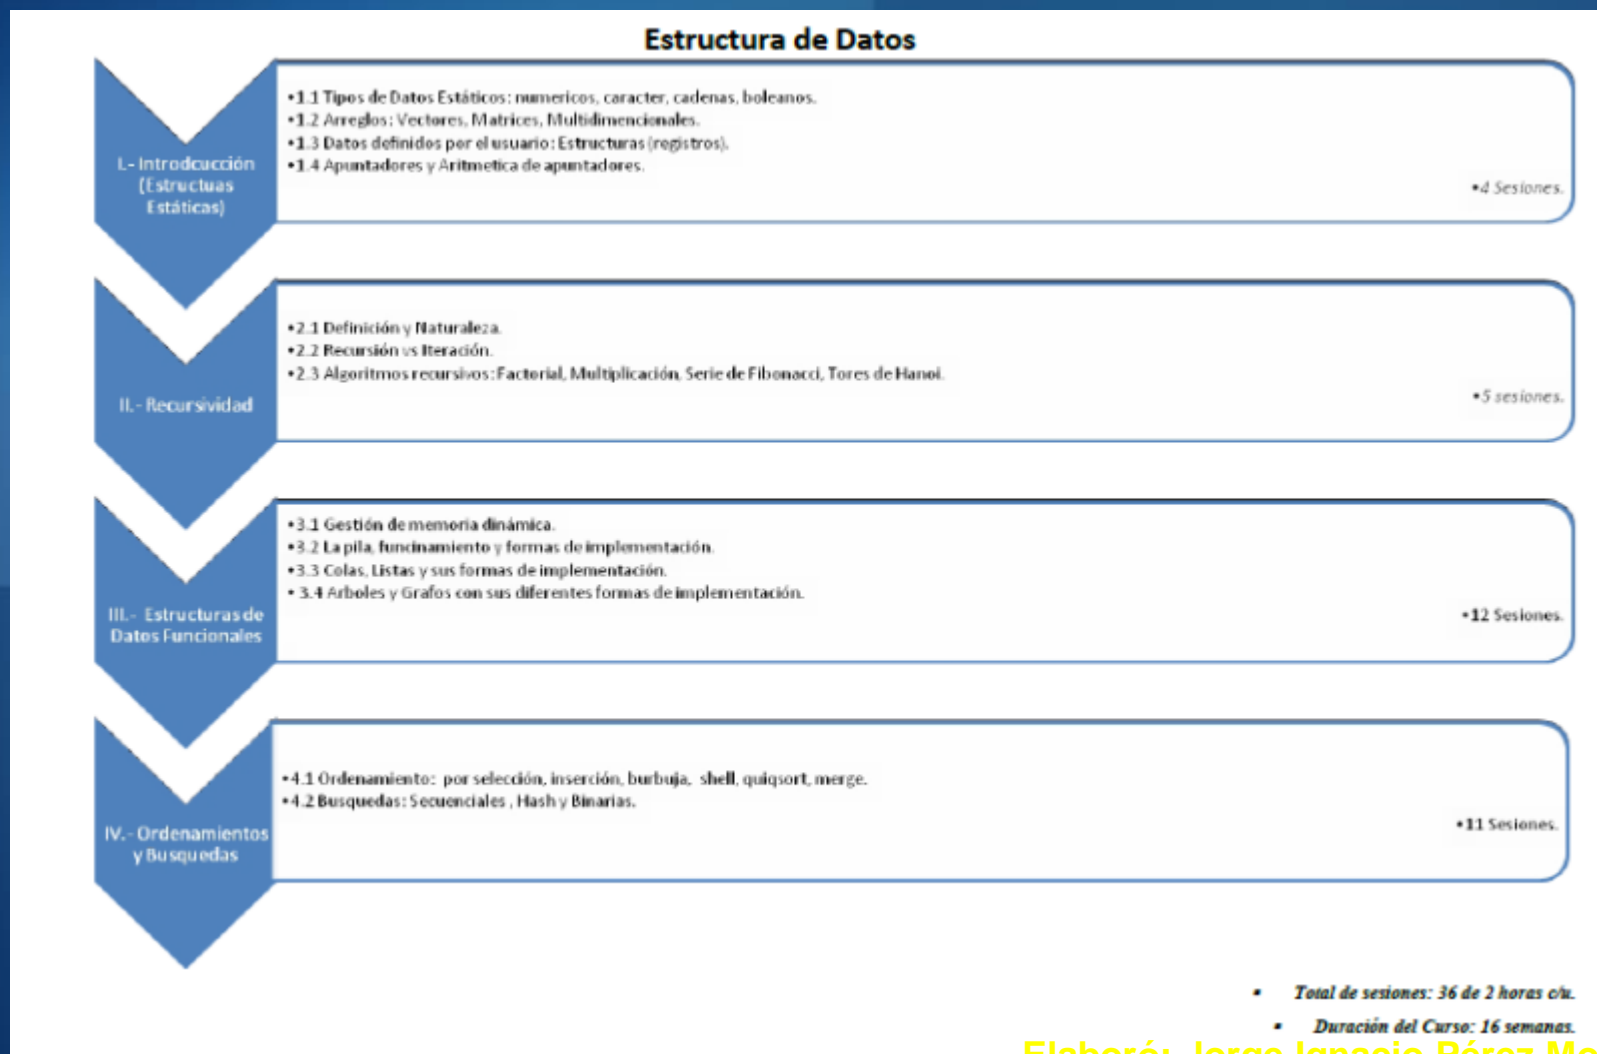 Estructura de Datos
I.- Introdcucción
(Estructuas
Estáticas)
•1.1 Tipos de Datos Estáticos: numericos, caracter, cadenas, boleanos.
•1.2 Arreglos: Vectores, Matrices, Multidimencionales.
•1.3 Datos definidos por el usuario: Estructuras (registros).
•1.4 Apuntadores y Aritmetica de apuntadores.
•4 Sesiones.
II.- Recursividad
•2.1 Definición y Naturaleza.
•2.2 Recursión vs Iteración.
•2.3 Algoritmos recursivos: Factorial, Multiplicación, Serie de Fibonacci, Tores de Hanoi.
•5 sesiones.
III.- Estructuras de
Datos Funcionales
•3.1 Gestión de memoria dinámica.
•3.2 La pila, funcinamiento y formas de implementación.
•3.3 Colas, Listas y sus formas de implementación.
• 3.4 Arboles y Grafos con sus diferentes formas de implementación.
•12 Sesiones.
IV.- Ordenamientos
y Busquedas
•4.1 Ordenamiento: por selección, inserción, burbuja, shell, quiqsort, merge.
•4.2 Busquedas: Secuenciales , Hash y Binarias.
•11 Sesiones.
▪ Total de sesiones: 36 de 2 horas c/u.
▪ Duración del Curso: 16 semanas.
Elaboró: Jorge Ignacio Pérez